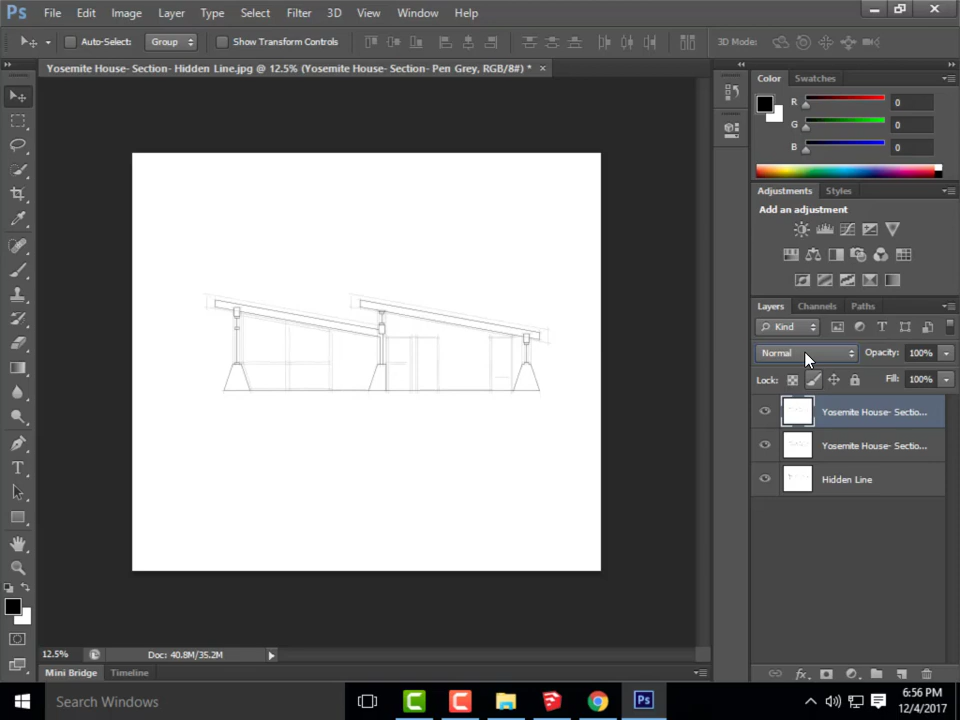 Ps File Edit Image Layer Type Select Filter 3D View Window Help
Auto-Select: Group Show Transform Controls 3D Mode:
Yosemite House- Section- Hidden Line.jpg @ 12.5% (Yosemite House- Section- Pen Grey, RGB/8#) * ×
Color Swatches
R 0
G 0
B 0
Adjustments Styles
Add an adjustment
Layers Channels Paths
Kind
Normal Opacity: 100%
Lock: Fill: 100%
Yosemite House- Sectio...
Yosemite House- Sectio...
Hidden Line
12.5% Doc: 40.8M/35.2M
Mini Bridge Timeline
Search Windows
6:56 PM
12/4/2017